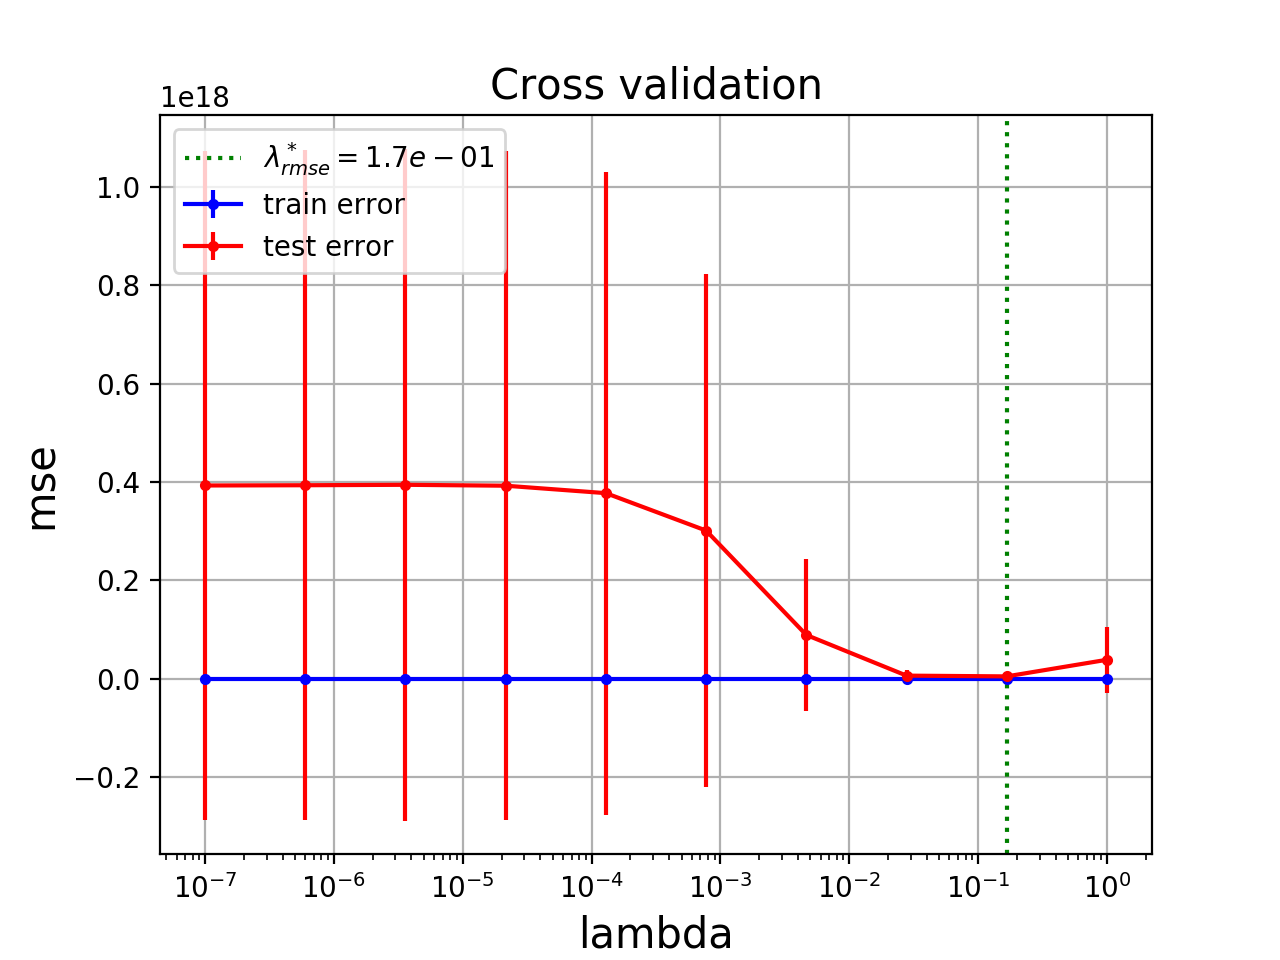 Cross validation
1e18
λ*rmse = 1.7e − 01
train error
test error
1.0
0.8
0.6
0.4
0.2
0.0
−0.2
mse
10⁻⁷ 10⁻⁶ 10⁻⁵ 10⁻⁴ 10⁻³ 10⁻² 10⁻¹ 10⁰
lambda